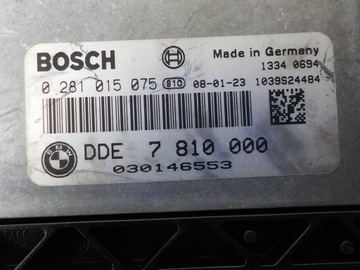 BOSCH
Made in Germany
1334 0694
0 281 015 075 810 08-01-23 1039S24484
BMW DDE 7 810 000
030146553